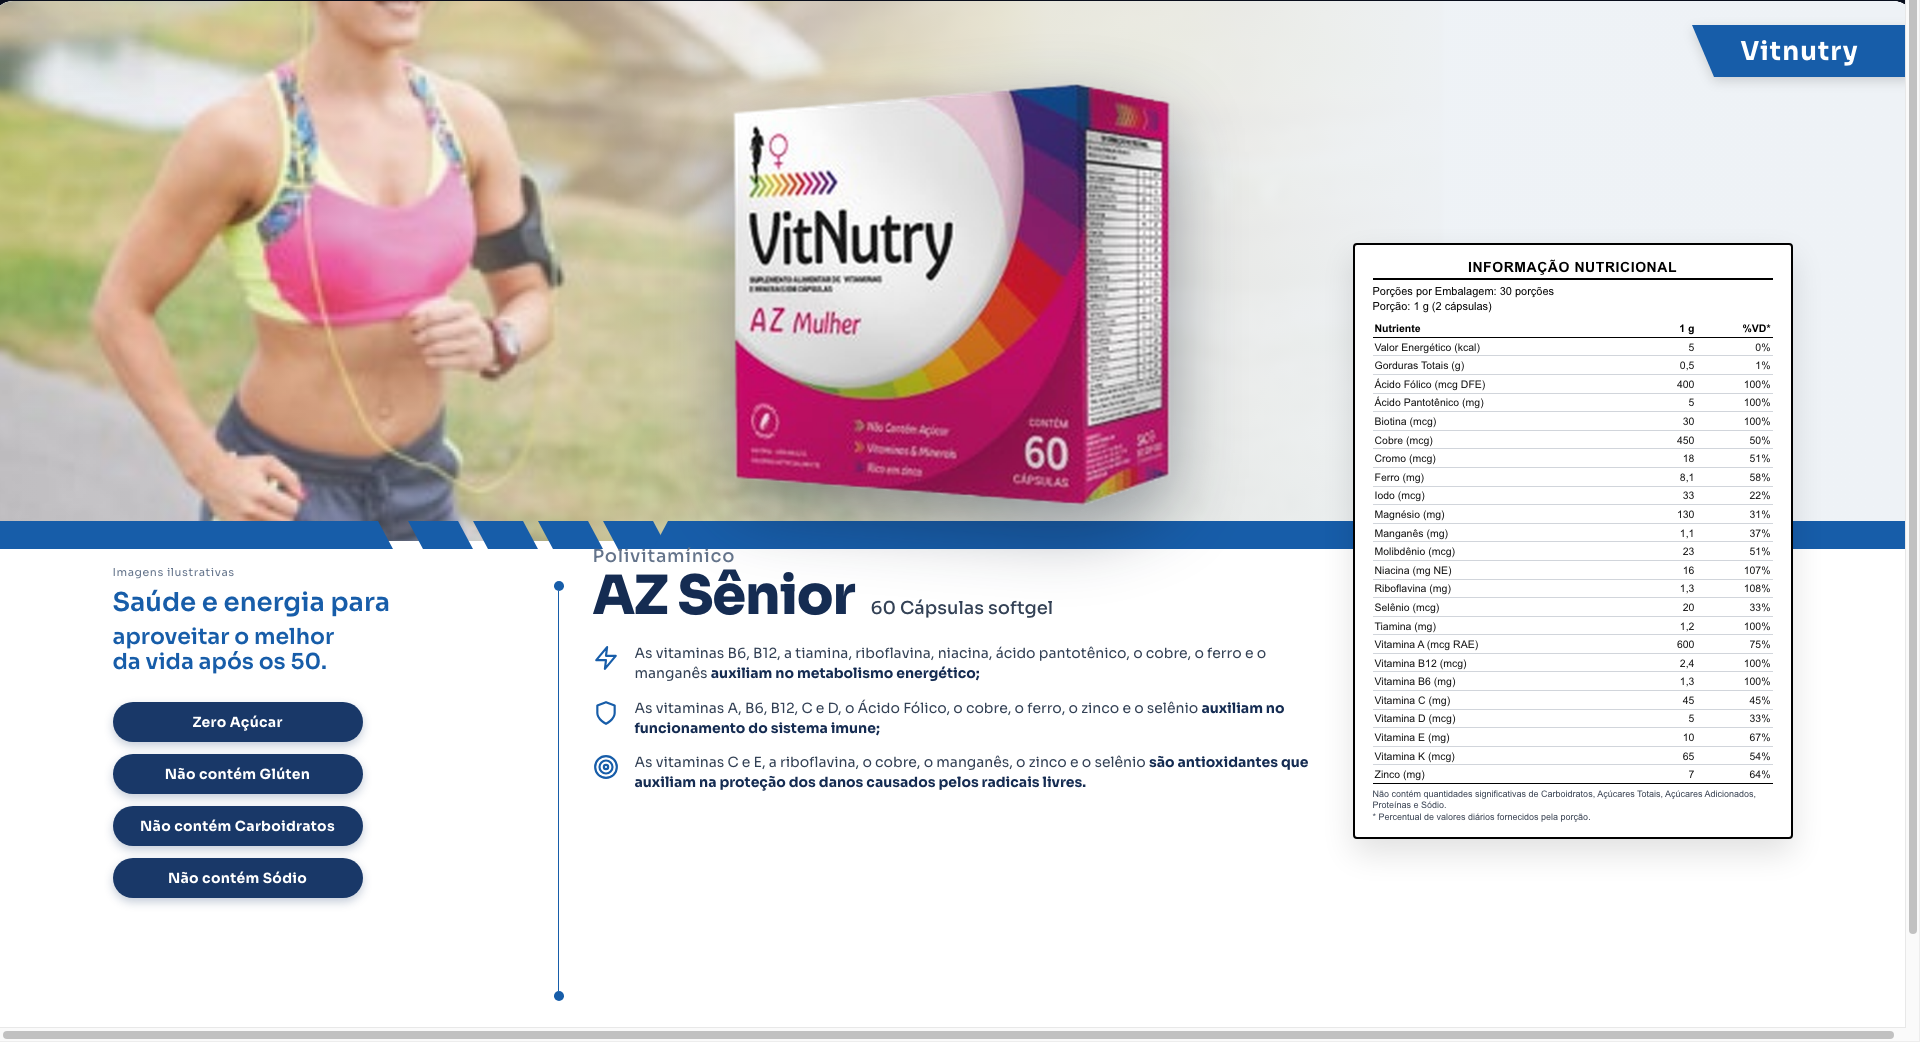 Vitnutry
VitNutry
SUPLEMENTO ALIMENTAR DE VITAMINAS
E MINERAIS EM CÁPSULAS
AZ Mulher
Não Contém Açúcar
Vitaminas & Minerais
Rico em zinco
CONTÉM
60
CÁPSULAS
INFORMAÇÃO NUTRICIONAL
Porções por Embalagem: 30 porções
Porção: 1 g (2 cápsulas)
Nutriente 1 g %VD*
Valor Energético (kcal) 5 0%
Gorduras Totais (g) 0,5 1%
Ácido Fólico (mcg DFE) 400 100%
Ácido Pantotênico (mg) 5 100%
Biotina (mcg) 30 100%
Cobre (mcg) 450 50%
Cromo (mcg) 18 51%
Ferro (mg) 8,1 58%
Iodo (mcg) 33 22%
Magnésio (mg) 130 31%
Manganês (mg) 1,1 37%
Molibdênio (mcg) 23 51%
Niacina (mg NE) 16 107%
Riboflavina (mg) 1,3 108%
Selênio (mcg) 20 33%
Tiamina (mg) 1,2 100%
Vitamina A (mcg RAE) 600 75%
Vitamina B12 (mcg) 2,4 100%
Vitamina B6 (mg) 1,3 100%
Vitamina C (mg) 45 45%
Vitamina D (mcg) 5 33%
Vitamina E (mg) 10 67%
Vitamina K (mcg) 65 54%
Zinco (mg) 7 64%
Não contém quantidades significativas de Carboidratos, Açúcares Totais, Açúcares Adicionados,
Proteínas e Sódio.
* Percentual de valores diários fornecidos pela porção.
Imagens ilustrativas
Saúde e energia para
aproveitar o melhor
da vida após os 50.
Zero Açúcar
Não contém Glúten
Não contém Carboidratos
Não contém Sódio
Polivitamínico
AZ Sênior 60 Cápsulas softgel
As vitaminas B6, B12, a tiamina, riboflavina, niacina, ácido pantotênico, o cobre, o ferro e o
manganês auxiliam no metabolismo energético;
As vitaminas A, B6, B12, C e D, o Ácido Fólico, o cobre, o ferro, o zinco e o selênio auxiliam no
funcionamento do sistema imune;
As vitaminas C e E, a riboflavina, o cobre, o manganês, o zinco e o selênio são antioxidantes que
auxiliam na proteção dos danos causados pelos radicais livres.